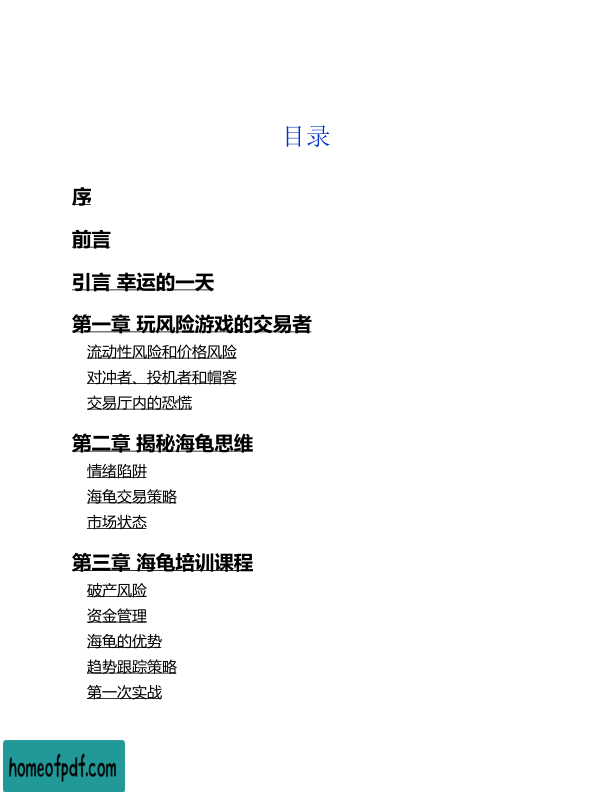 目录
序
前言
引言 幸运的一天
第一章 玩风险游戏的交易者
流动性风险和价格风险
对冲者、投机者和帽客
交易厅内的恐慌
第二章 揭秘海龟思维
情绪陷阱
海龟交易策略
市场状态
第三章 海龟培训课程
破产风险
资金管理
海龟的优势
趋势跟踪策略
第一次实战
homeofpdf.com